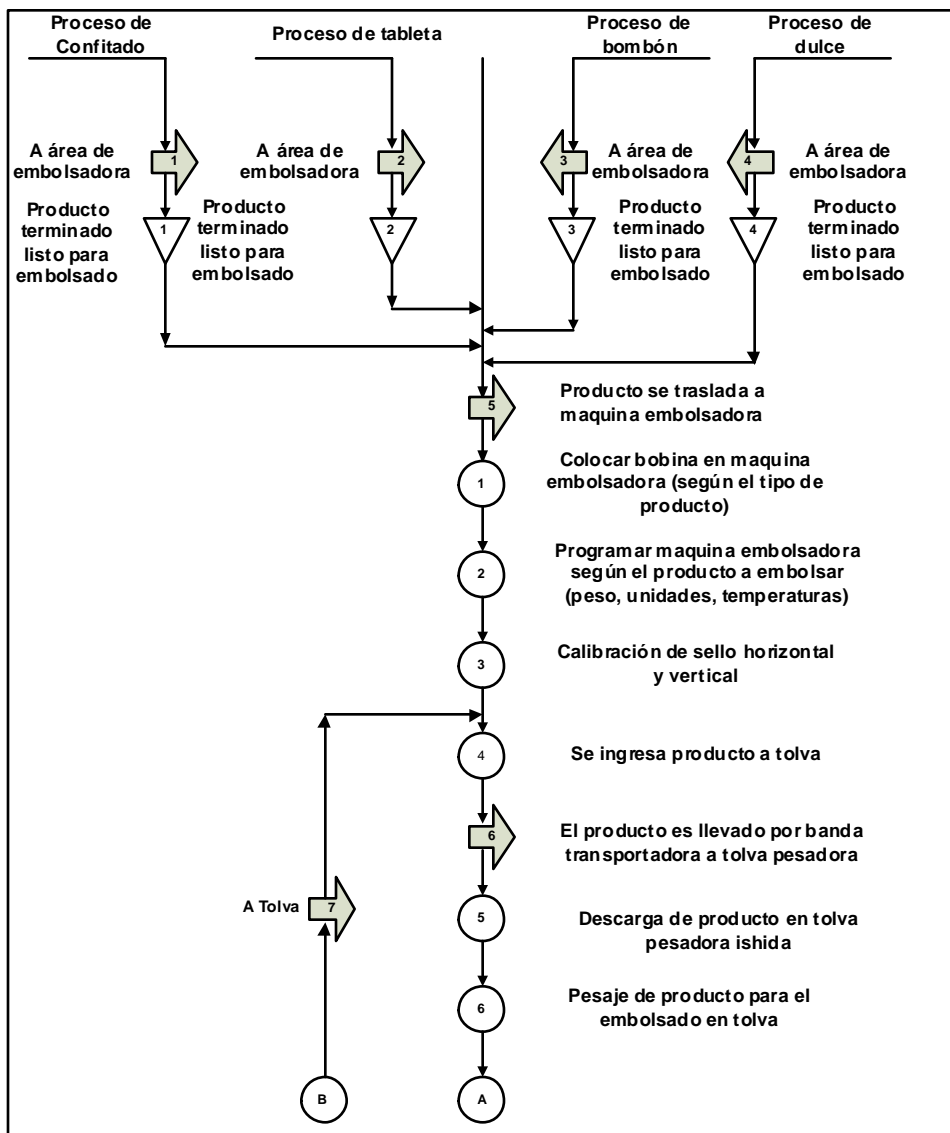 Proceso de
Confitado
Proceso de tableta
Proceso de
bombón
Proceso de
dulce
A área de
embolsadora
1
A área de
embolsadora
2
3
A área de
embolsadora
4
A área de
embolsadora
Producto
terminado
listo para
embolsado
1
Producto
terminado
listo para
embolsado
2
3
Producto
terminado
listo para
embolsado
4
Producto
terminado
listo para
embolsado
5
Producto se traslada a
maquina embolsadora
1
Colocar bobina en maquina
embolsadora (según el tipo de
producto)
2
Programar maquina embolsadora
según el producto a embolsar
(peso, unidades, temperaturas)
3
Calibración de sello horizontal
y vertical
4
Se ingresa producto a tolva
6
El producto es llevado por banda
transportadora a tolva pesadora
A Tolva
7
5
Descarga de producto en tolva
pesadora ishida
6
Pesaje de producto para el
embolsado en tolva
B
A